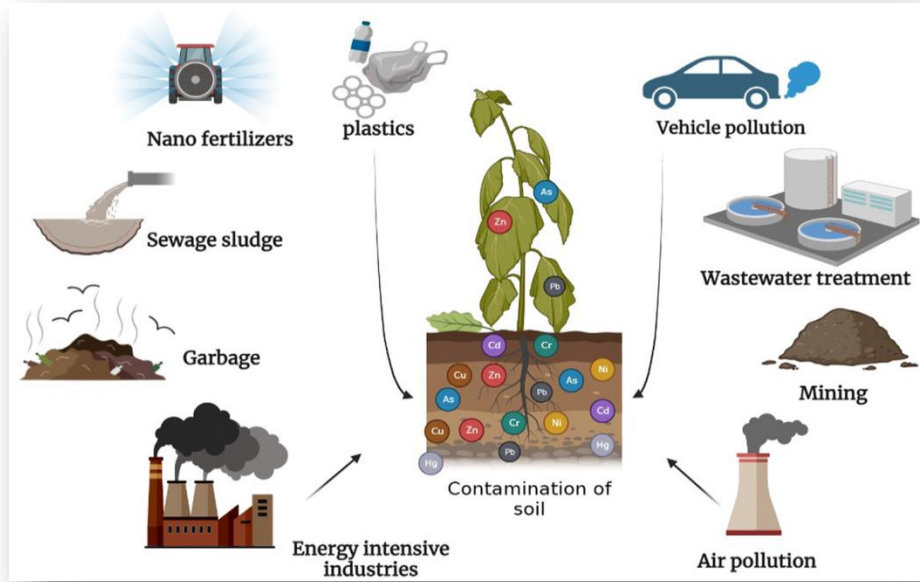 Nano fertilizers
plastics
Vehicle pollution
Sewage sludge
Wastewater treatment
Garbage
Mining
As
Zn
Pb
Cd
Cr
Cu
Zn
Pb
As
Ni
As
Cd
Cu
Zn
Cr
Ni
Hg
Pb
Hg
Contamination of
soil
Energy intensive
industries
Air pollution